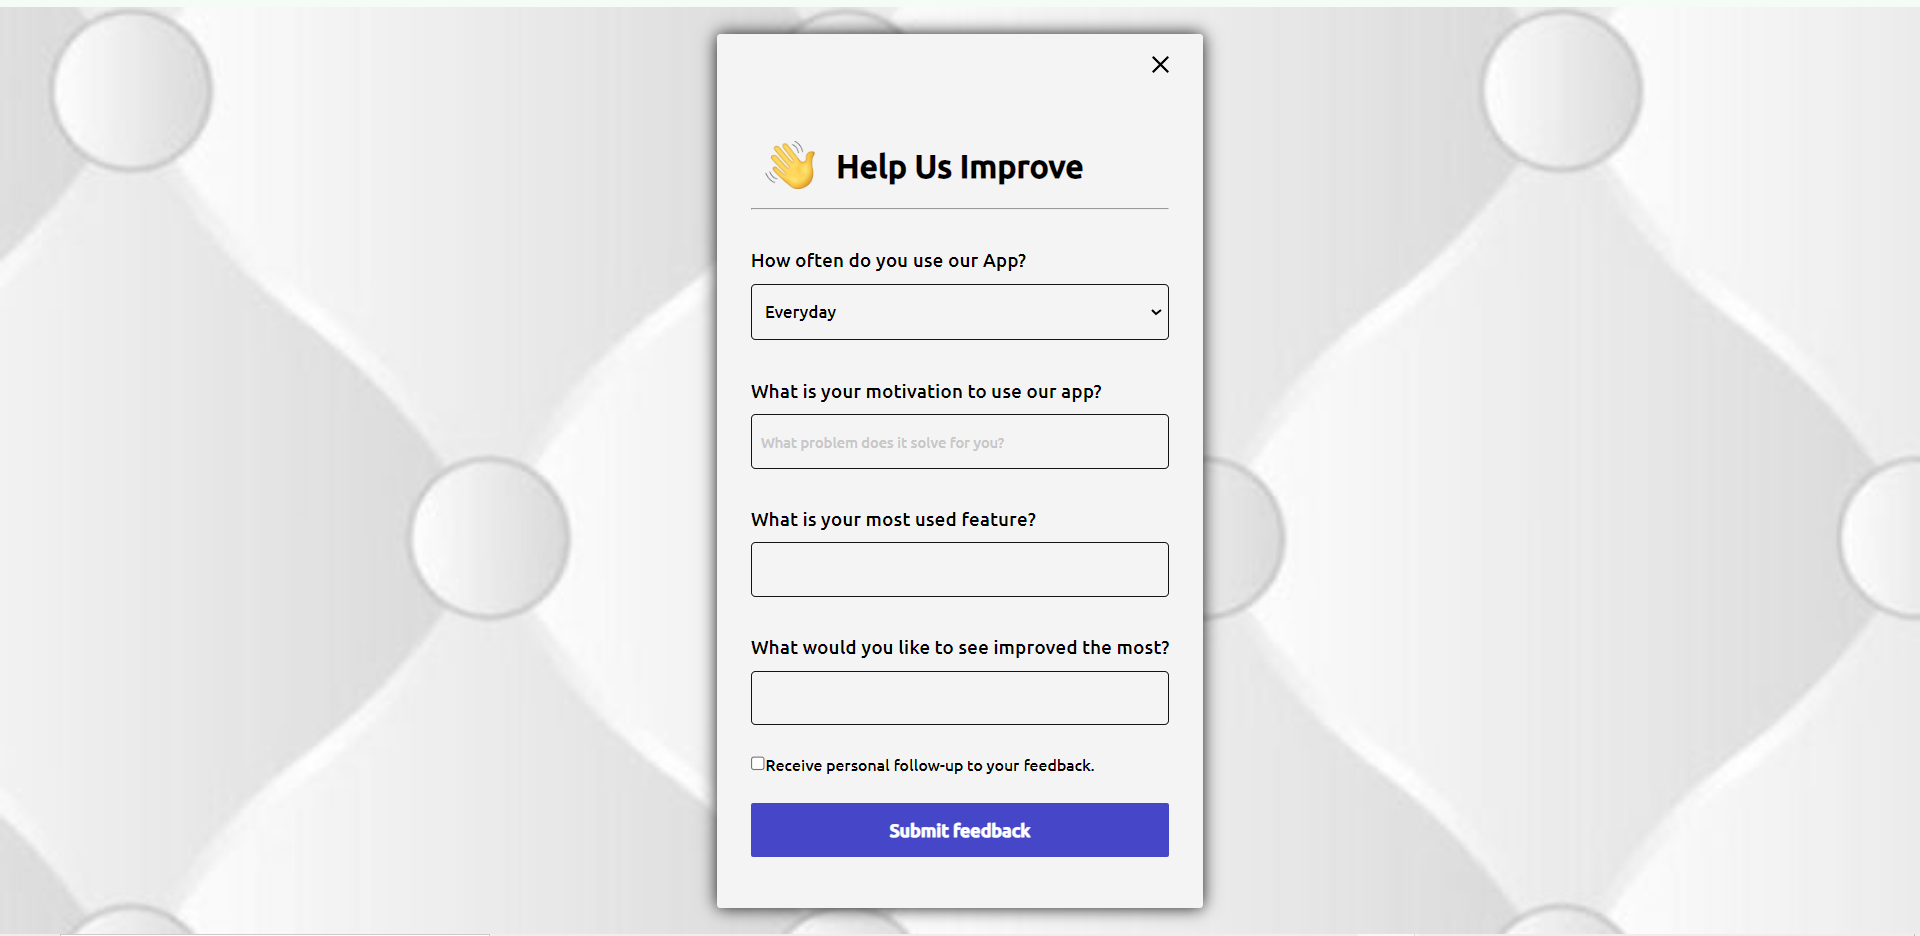 Help Us Improve
How often do you use our App?
Everyday
What is your motivation to use our app?
What problem does it solve for you?
What is your most used feature?
What would you like to see improved the most?
Receive personal follow-up to your feedback.
Submit feedback